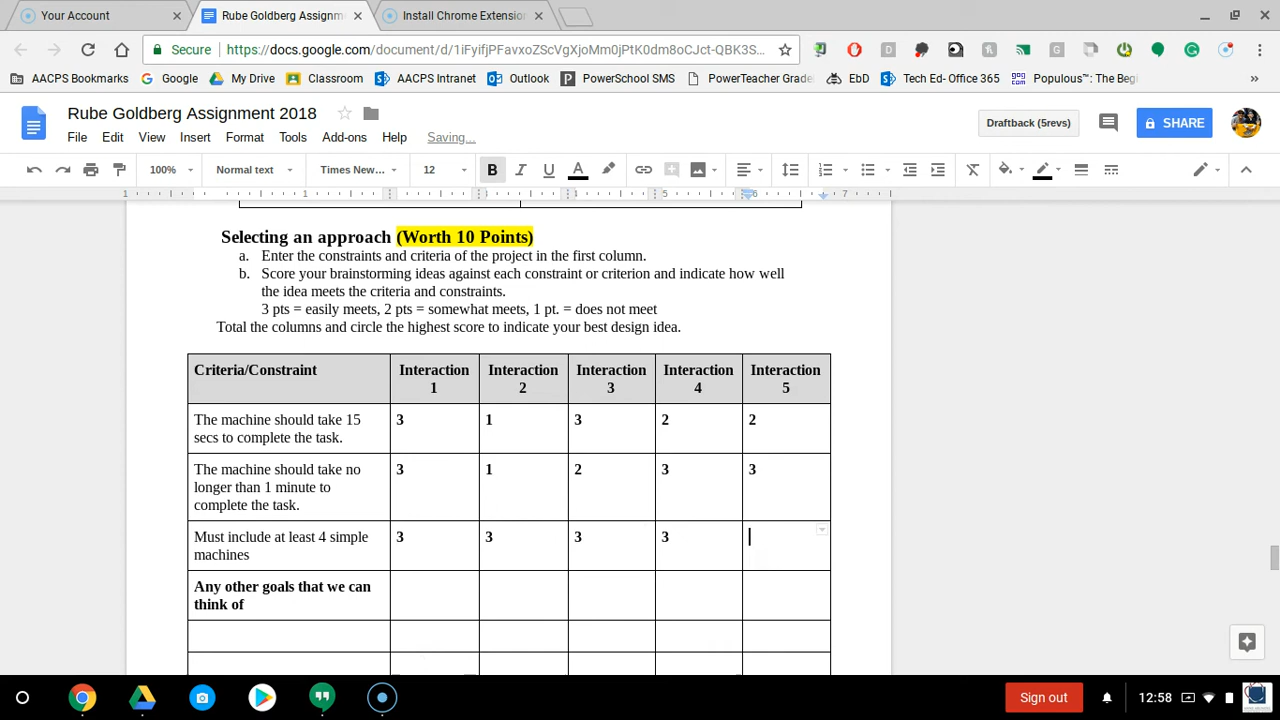 Your Account
Rube Goldberg Assignm
Install Chrome Extension
Secure
https://docs.google.com/document/d/1iFyifjPFavxoZScVgXjoMm0jPtK0dm8oCJct-QBK3S...
AACPS Bookmarks
Google
My Drive
Classroom
AACPS Intranet
Outlook
PowerSchool SMS
PowerTeacher Grade
EbD
Tech Ed- Office 365
Populous™: The Beg
»
Rube Goldberg Assignment 2018
File Edit View Insert Format Tools Add-ons Help Saving...
Draftback (5revs)
SHARE
100% Normal text Times New... 12 B I U A
1 1 3 4 5 6 7
Selecting an approach (Worth 10 Points)
a. Enter the constraints and criteria of the project in the first column.
b. Score your brainstorming ideas against each constraint or criterion and indicate how well
the idea meets the criteria and constraints.
3 pts = easily meets, 2 pts = somewhat meets, 1 pt. = does not meet
Total the columns and circle the highest score to indicate your best design idea.
Criteria/Constraint Interaction Interaction Interaction Interaction Interaction
1 2 3 4 5
The machine should take 15 3 1 3 2 2
secs to complete the task.
The machine should take no 3 1 2 3 3
longer than 1 minute to
complete the task.
Must include at least 4 simple 3 3 3 3
machines
Any other goals that we can
think of
Sign out
12:58